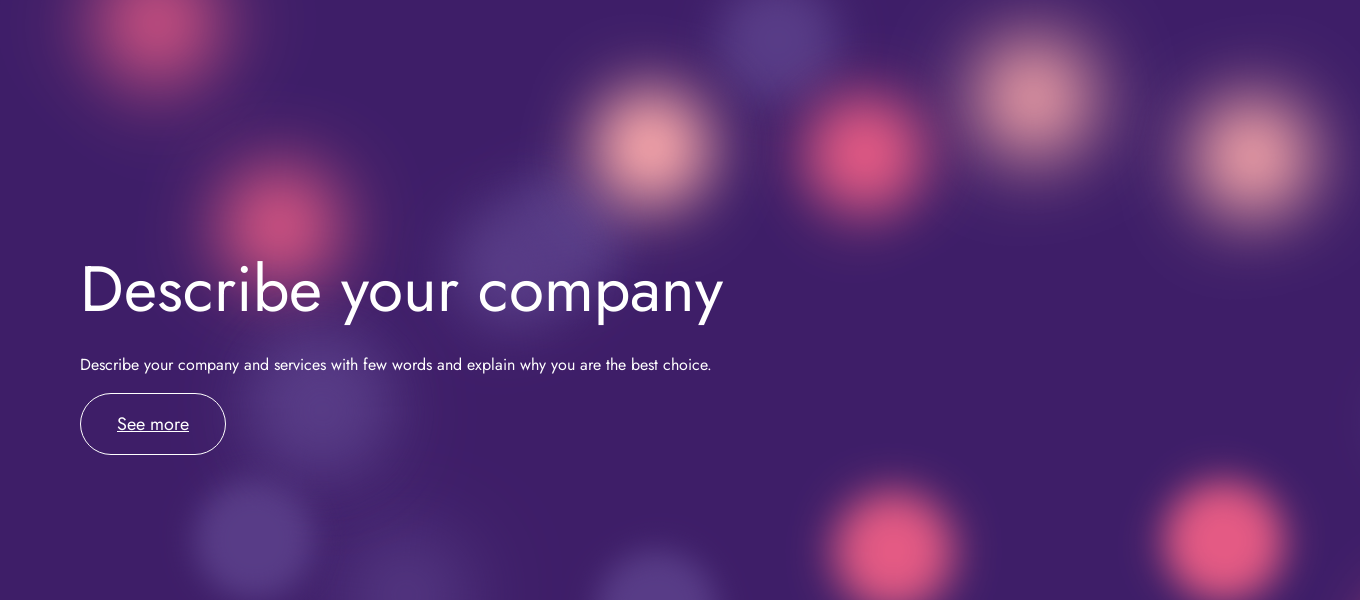 Describe your company
Describe your company and services with few words and explain why you are the best choice.
See more